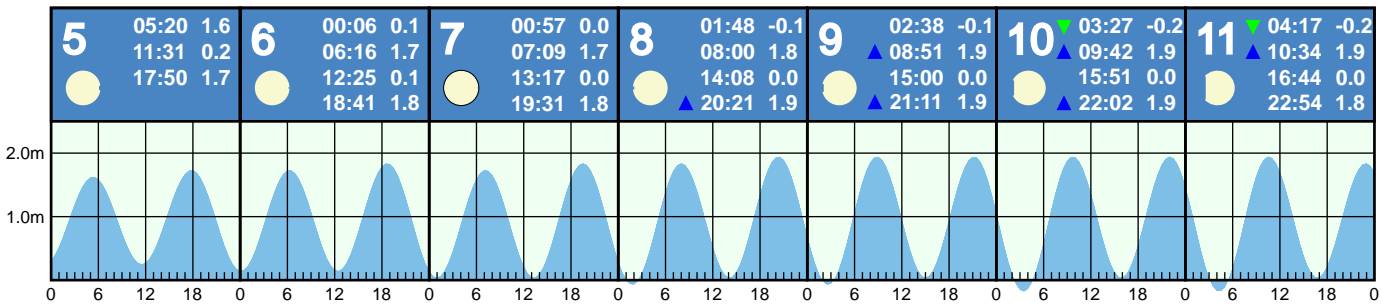 5
05:20 1.6
11:31 0.2
17:50 1.7
6
00:06 0.1
06:16 1.7
12:25 0.1
18:41 1.8
7
00:57 0.0
07:09 1.7
13:17 0.0
19:31 1.8
8
01:48 -0.1
08:00 1.8
14:08 0.0
▲ 20:21 1.9
9
02:38 -0.1
▲ 08:51 1.9
15:00 0.0
▲ 21:11 1.9
10
▼ 03:27 -0.2
▲ 09:42 1.9
15:51 0.0
▲ 22:02 1.9
11
▼ 04:17 -0.2
▲ 10:34 1.9
16:44 0.0
22:54 1.8
2.0m
1.0m
0 6 12 18 0 6 12 18 0 6 12 18 0 6 12 18 0 6 12 18 0 6 12 18 0 6 12 18 0